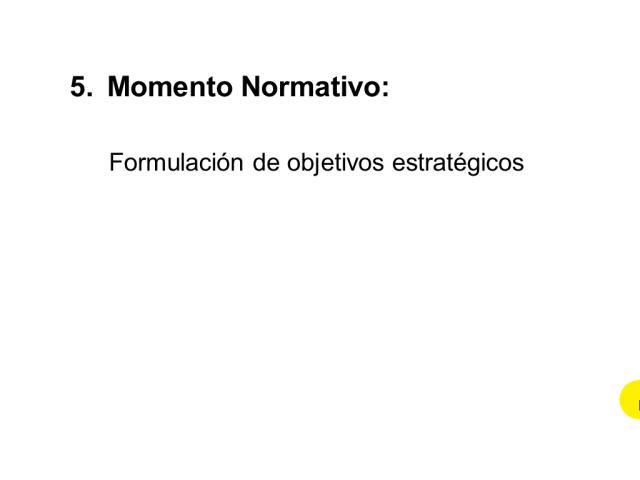 5. Momento Normativo:
Formulación de objetivos estratégicos